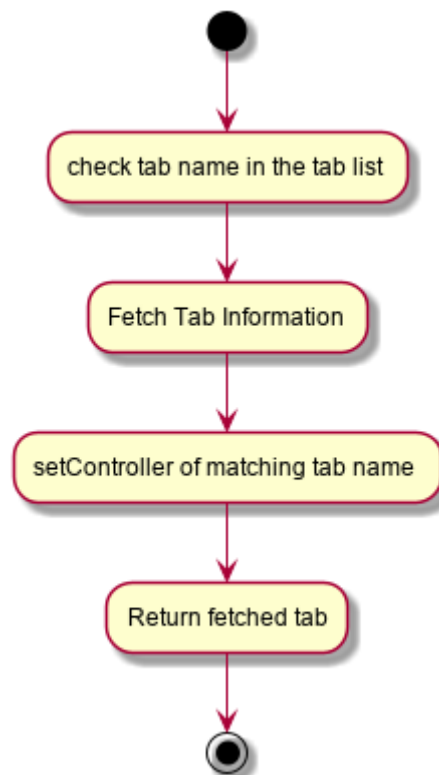 check tab name in the tab list
Fetch Tab Information
setController of matching tab name
Return fetched tab